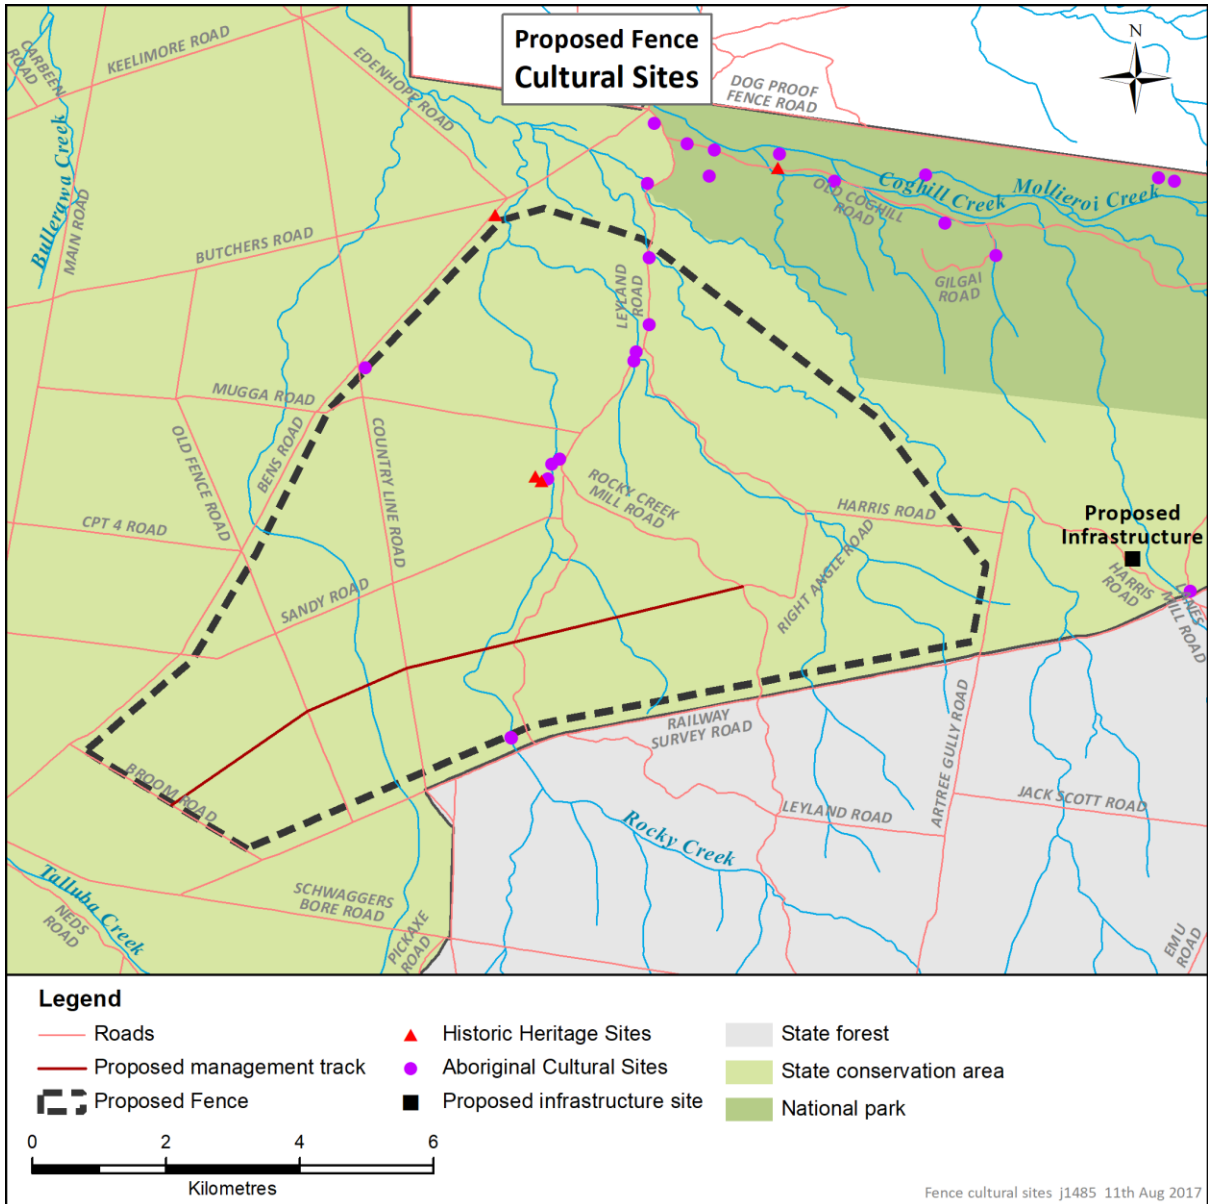 Proposed Fence
Cultural Sites
N
CARBEEN
ROAD
KEELIMORE ROAD
EDENHOPE ROAD
DOG PROOF
FENCE ROAD
Bullerawa Creek
MAIN ROAD
BUTCHERS ROAD
Coghill Creek
Mollieroi Creek
OLD COGHILL
ROAD
GILGAI
ROAD
LEYLAND
ROAD
MUGGA ROAD
BENS ROAD
OLD FENCE ROAD
COUNTRY LINE ROAD
CPT 4 ROAD
ROCKY CREEK
MILL ROAD
HARRIS ROAD
RIGHT ANGLE ROAD
Proposed
Infrastructure
HARRIS
ROAD
LINES
MILL ROAD
SANDY ROAD
BROOM ROAD
RAILWAY
SURVEY ROAD
ARTREE GULLY ROAD
LEYLAND ROAD
JACK SCOTT ROAD
Rocky Creek
Talluba Creek
NEDS
ROAD
SCHWAGGERS
BORE ROAD
PICKAXE
ROAD
EMU
ROAD
Legend
Roads
Proposed management track
Proposed Fence
Historic Heritage Sites
Aboriginal Cultural Sites
Proposed infrastructure site
State forest
State conservation area
National park
0 2 4 6
Kilometres
Fence cultural sites j1485 11th Aug 2017